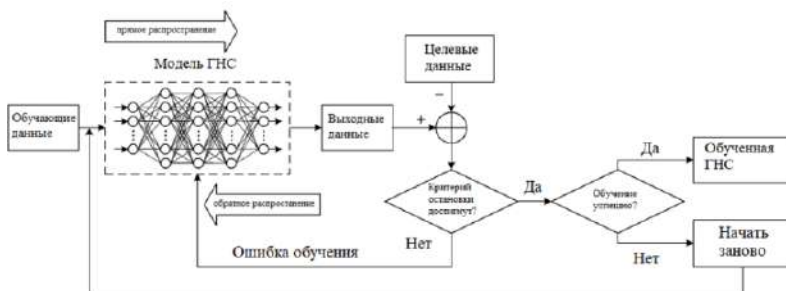 прямое распространение
Модель ГНС
Целевые
данные
Обучающие
данные
Выходные
данные
+
−
обратное распространение
Критерий
остановки
достигнут?
Да
Нет
Ошибка обучения
Обучение
успешно?
Да
Обученная
ГНС
Нет
Начать
заново